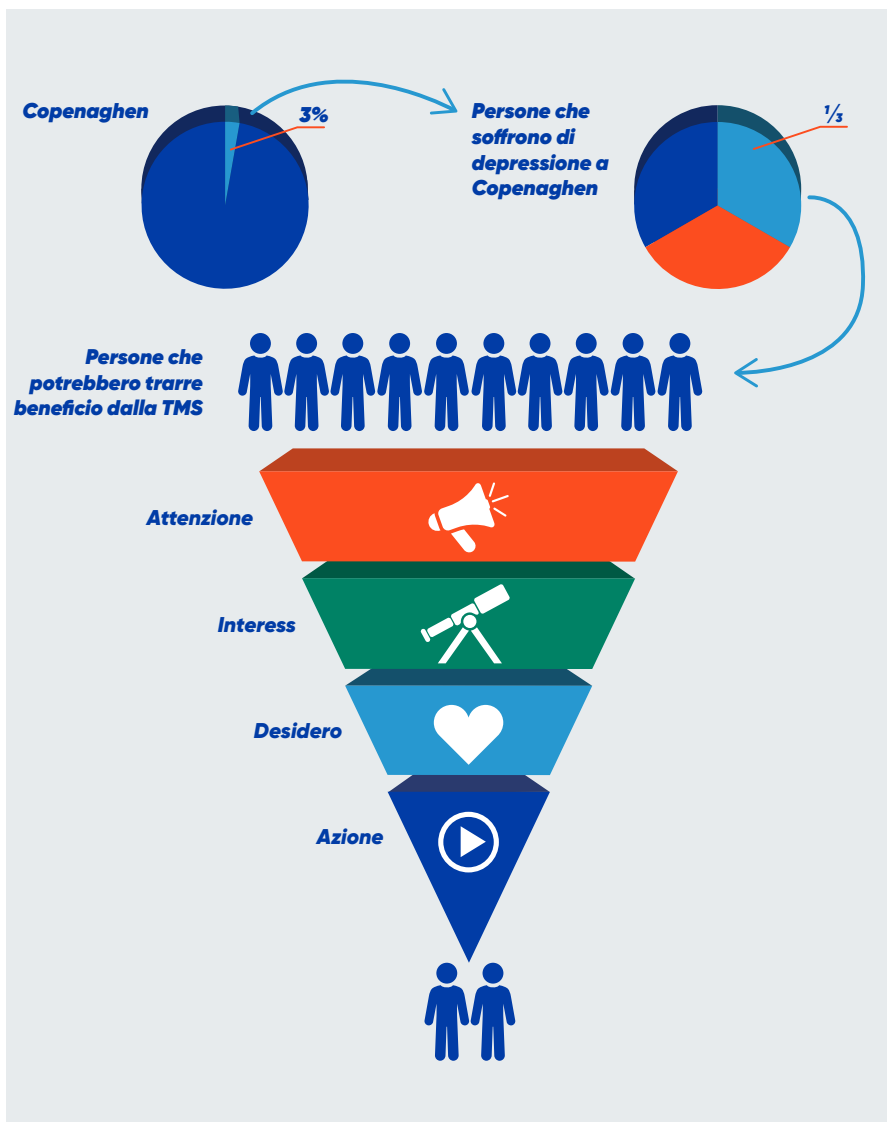 Copenaghen
3%
Persone che
soffrono di
depressione a
Copenaghen
⅓
Persone che
potrebbero trarre
beneficio dalla TMS
Attenzione
Interess
Desidero
Azione